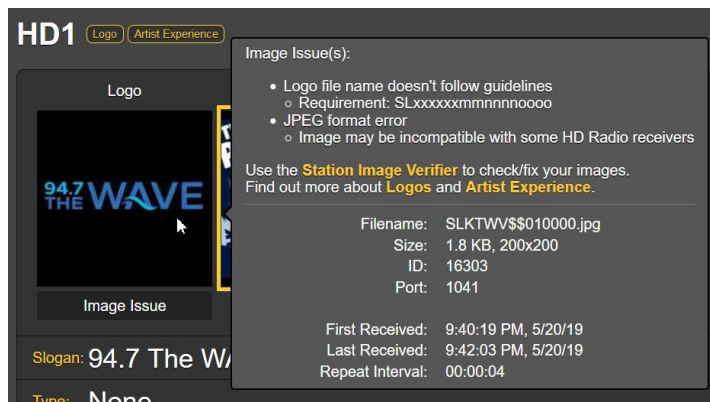 HD1 Logo Artist Experience
Logo
94.7
THE WAVE
Image Issue
Slogan: 94.7 The W
Type: None
Image Issue(s):
• Logo file name doesn't follow guidelines
○ Requirement: SLxxxxxxmmnnnnoooo
• JPEG format error
○ Image may be incompatible with some HD Radio receivers
Use the Station Image Verifier to check/fix your images.
Find out more about Logos and Artist Experience.
Filename: SLKTWV$$010000.jpg
Size: 1.8 KB, 200x200
ID: 16303
Port: 1041
First Received: 9:40:19 PM, 5/20/19
Last Received: 9:42:03 PM, 5/20/19
Repeat Interval: 00:00:04